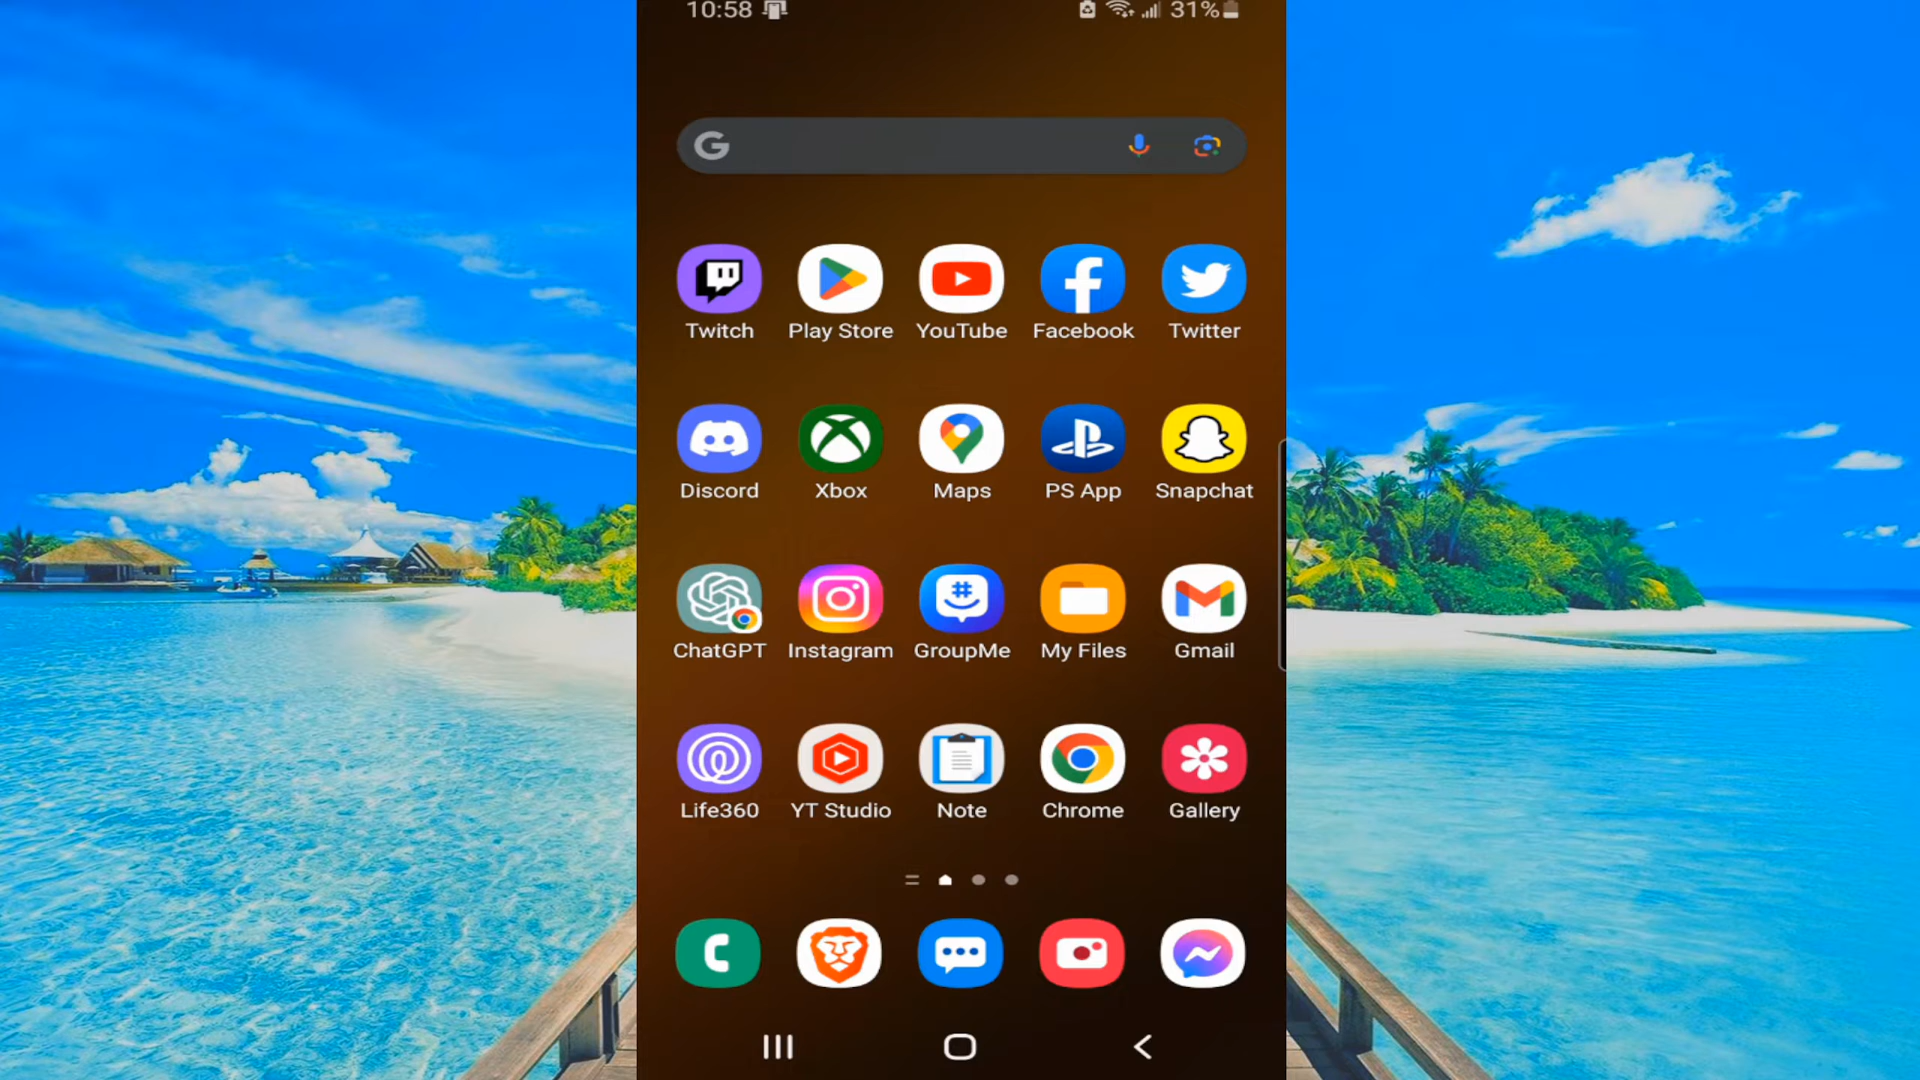 10:58 31%
Twitch Play Store YouTube Facebook Twitter
Discord Xbox Maps PS App Snapchat
ChatGPT Instagram GroupMe My Files Gmail
Life360 YT Studio Note Chrome Gallery